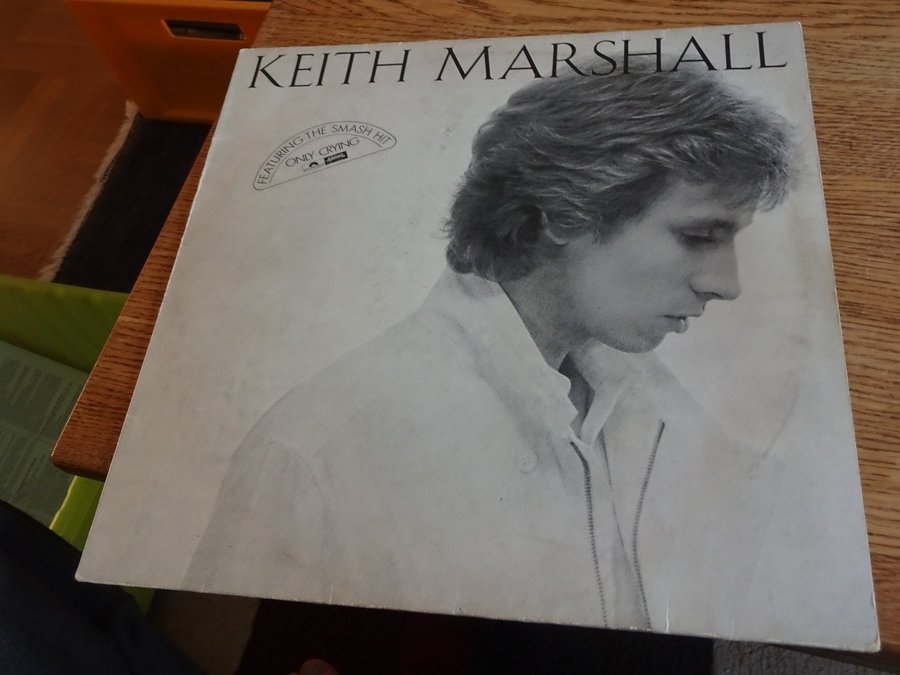 KEITH MARSHALL
FEATURING THE SMASH HIT
ONLY CRYING